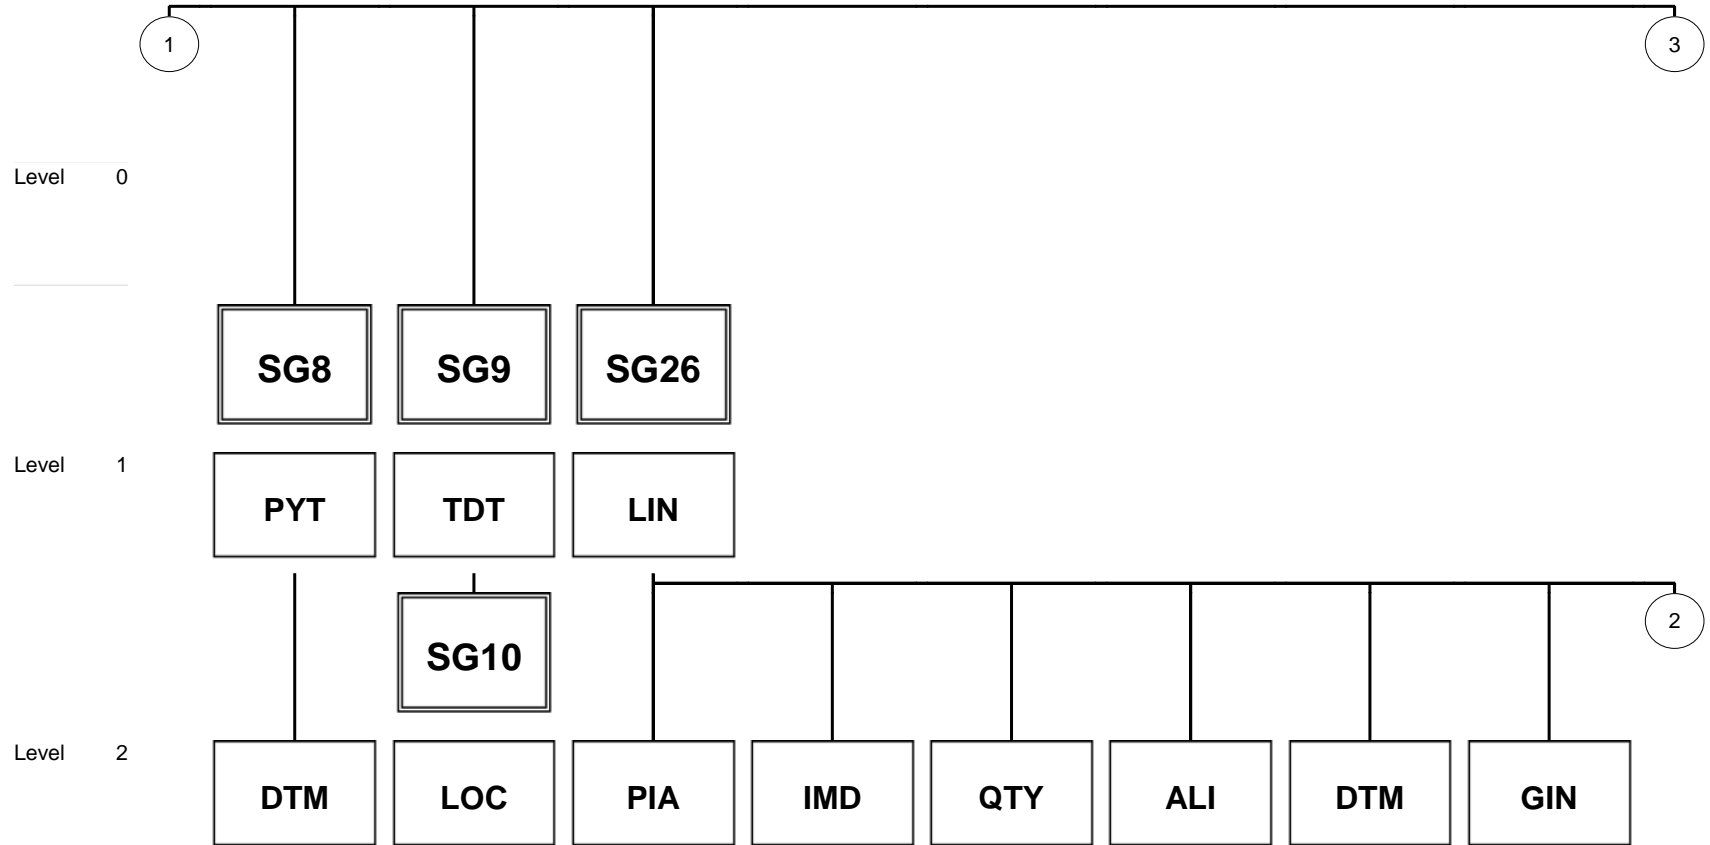 1 3
Level 0
SG8 SG9 SG26
Level 1
PYT TDT LIN
2
SG10
Level 2
DTM LOC PIA IMD QTY ALI DTM GIN